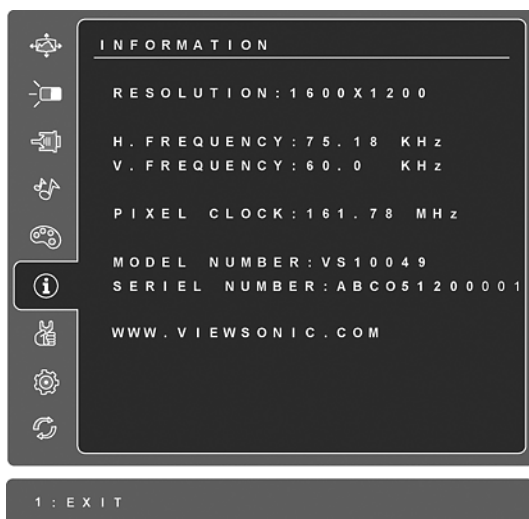 INFORMATION
RESOLUTION:1600X1200
H.FREQUENCY:75.18 KHz
V.FREQUENCY:60.0 KHz
PIXEL CLOCK:161.78 MHz
MODEL NUMBER:VS10049
SERIEL NUMBER:ABCO51200001
WWW.VIEWSONIC.COM
1:EXIT